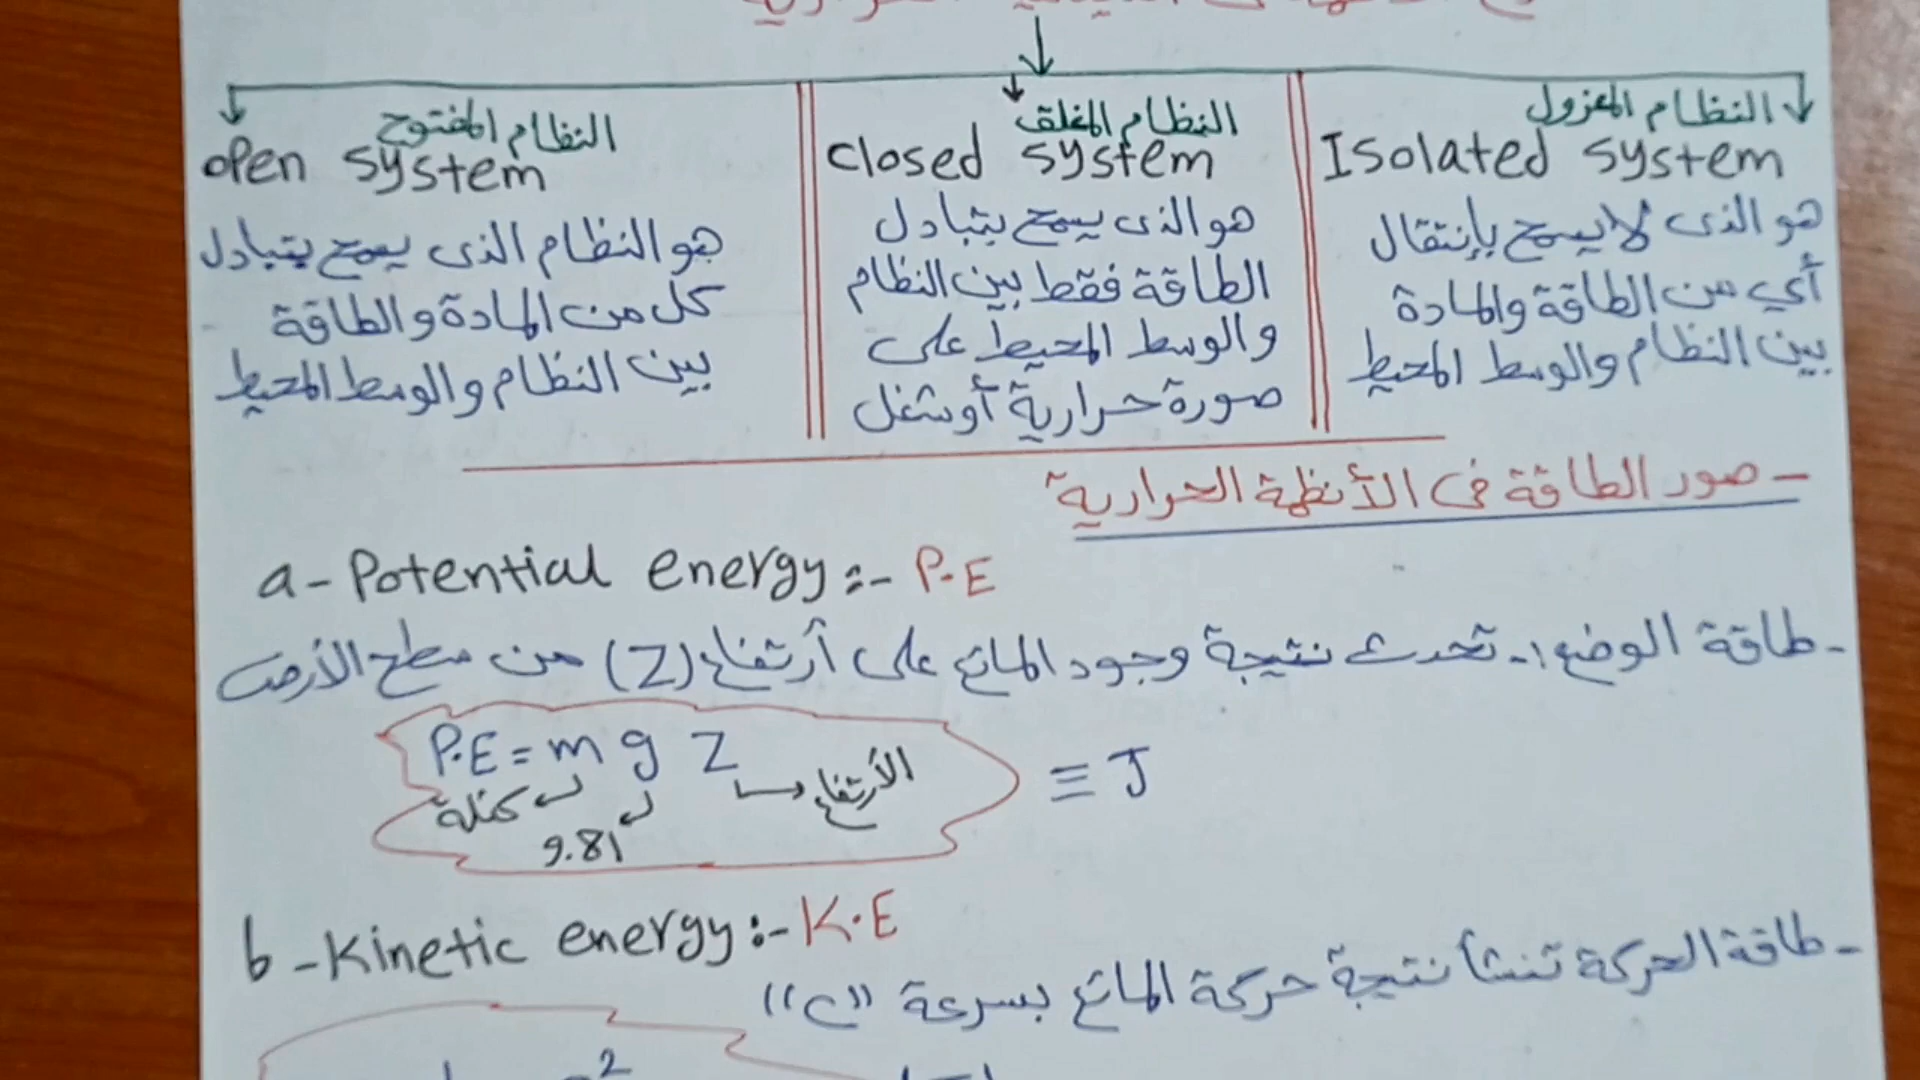 النظام المعزول
Isolated system
هو الذى لا يسمح بإنتقال
أي من الطاقة والمادة
بين النظام والوسط المحيط
النظام المغلق
Closed system
هو الذى يسمح بتبادل
الطاقة فقط بين النظام
والوسط المحيط على
صورة حرارية أو شغل
النظام المفتوح
open system
هو النظام الذى يسمح بتبادل
كل من المادة والطاقة
بين النظام والوسط المحيط
- صور الطاقة فى الأنظمة الحرارية
a- Potential energy:- P.E
- طاقة الوضع :- تحدث نتيجة وجود المائع على أرتفاع (Z) من سطح الأرض
P.E = m g Z ≡ J
كتلة
9.81
الأرتفاع
b - Kinetic energy:- K.E
- طاقة الحركة تنشأ نتيجة حركة المائع بسرعة "C"
2